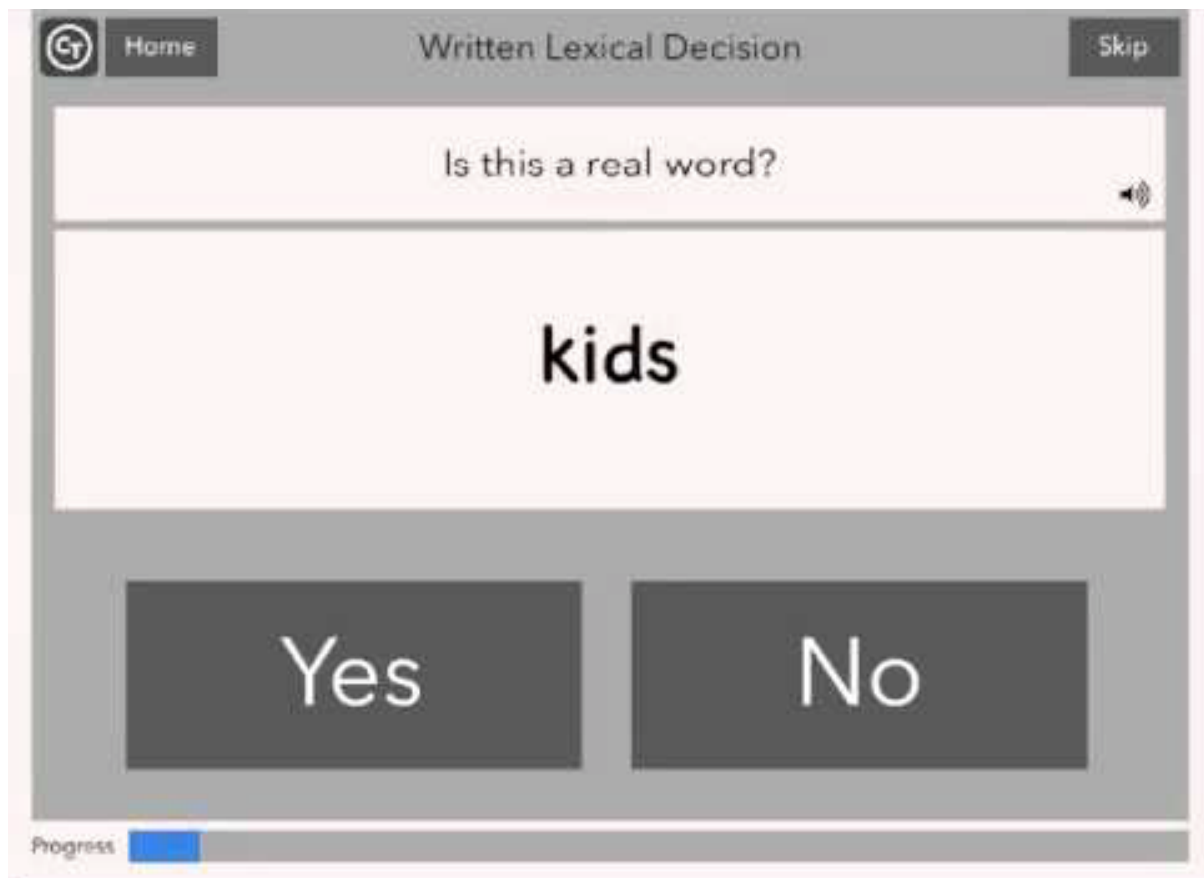 CT Home Written Lexical Decision Skip
Is this a real word?
kids
Yes No
Progress